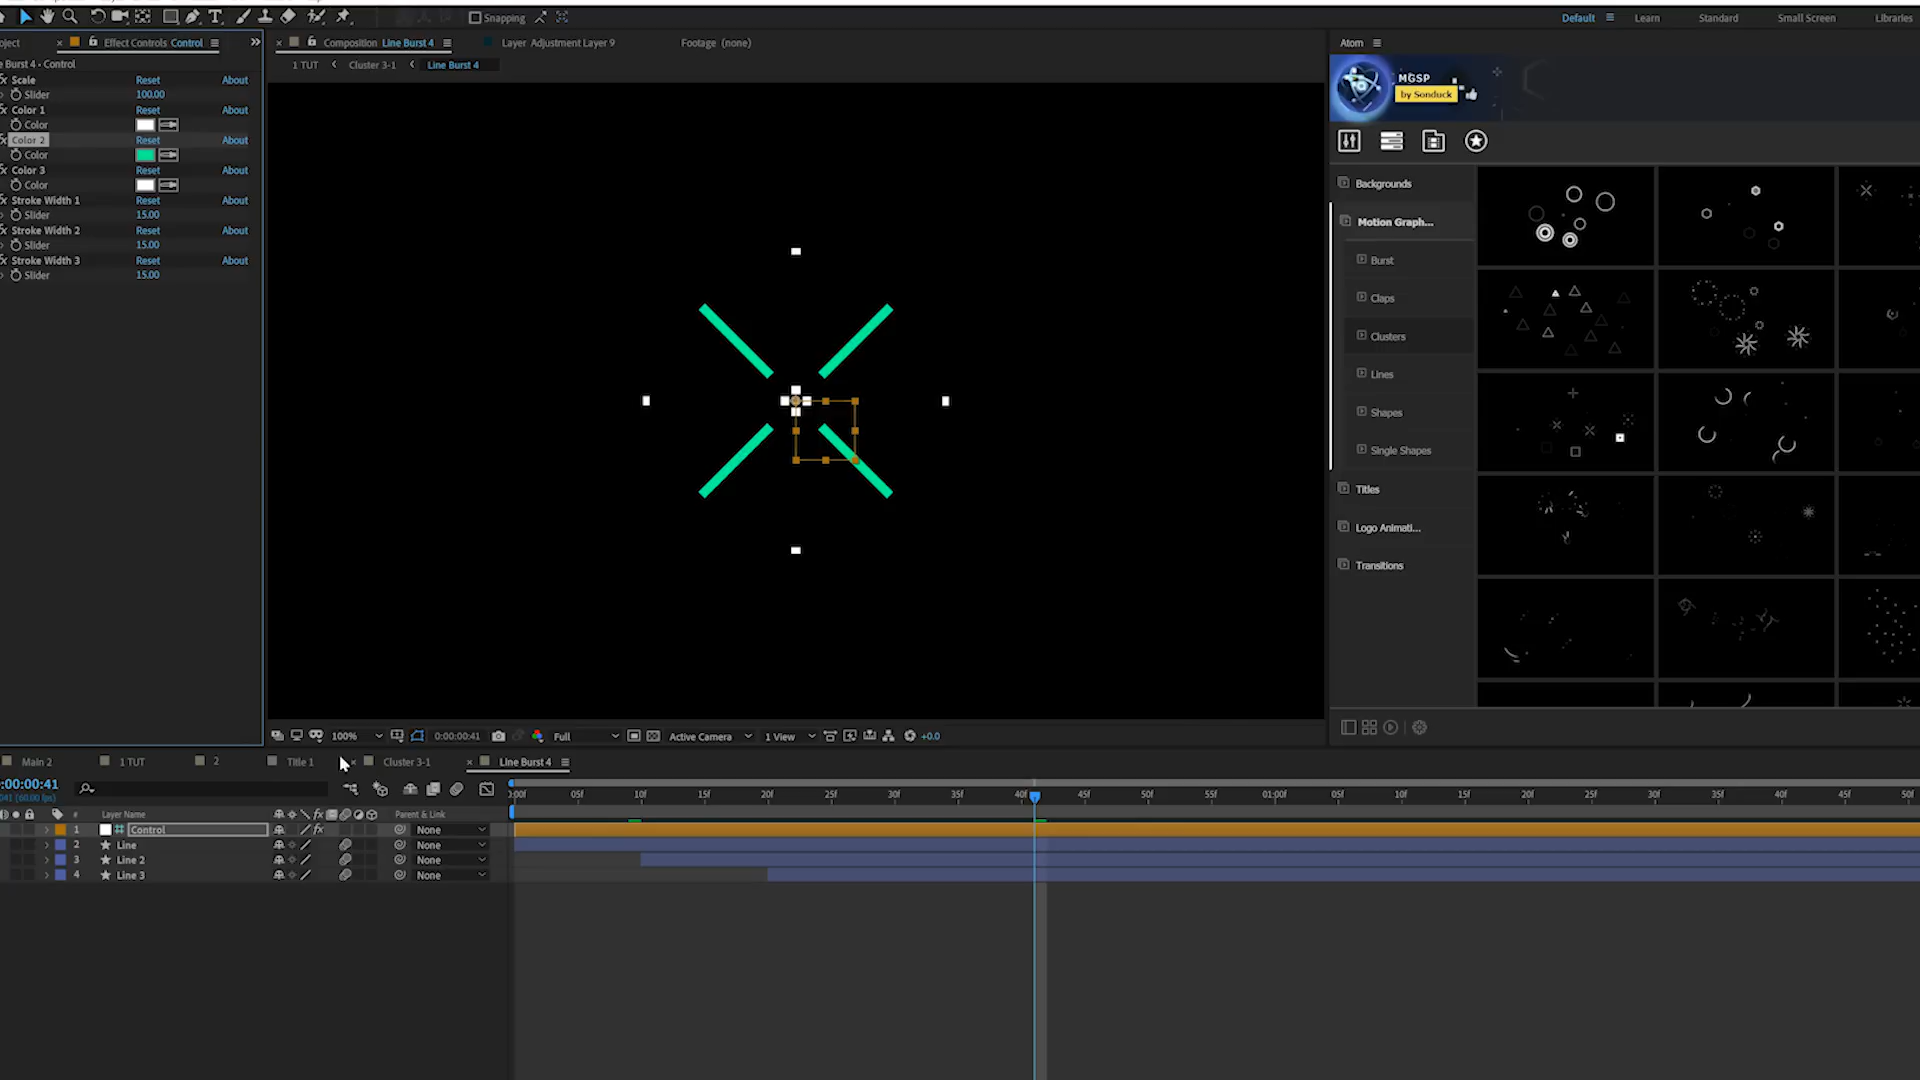 Snapping
Default
Learn
Standard
Small Screen
Libraries
oject
Effect Controls Control
Composition Line Burst 4
Layer Adjustment Layer 9
Footage (none)
Atom
e Burst 4 • Control
1 TUT
Cluster 3-1
Line Burst 4
Scale Reset About
Slider 100.00
Color 1 Reset About
Color
Color 2 Reset About
Color
Color 3 Reset About
Color
Stroke Width 1 Reset About
Slider 15.00
Stroke Width 2 Reset About
Slider 15.00
Stroke Width 3 Reset About
Slider 15.00
MGSP
by Sonduck
Backgrounds
Motion Graph...
Burst
Claps
Clusters
Lines
Shapes
Single Shapes
Titles
Logo Animati...
Transitions
100%
0:00:00:41
Full
Active Camera
1 View
+0.0
Main 2
1 TUT
2
Title 1
Cluster 3-1
Line Burst 4
0:00:00:41
041 (60.00 fps)
:00f 05f 10f 15f 20f 25f 30f 35f 40f 45f 50f 55f 01:00f 05f 10f 15f 20f 25f 30f 35f 40f 45f 50f
# Layer Name Parent & Link
1 Control fx None
2 Line None
3 Line 2 None
4 Line 3 None